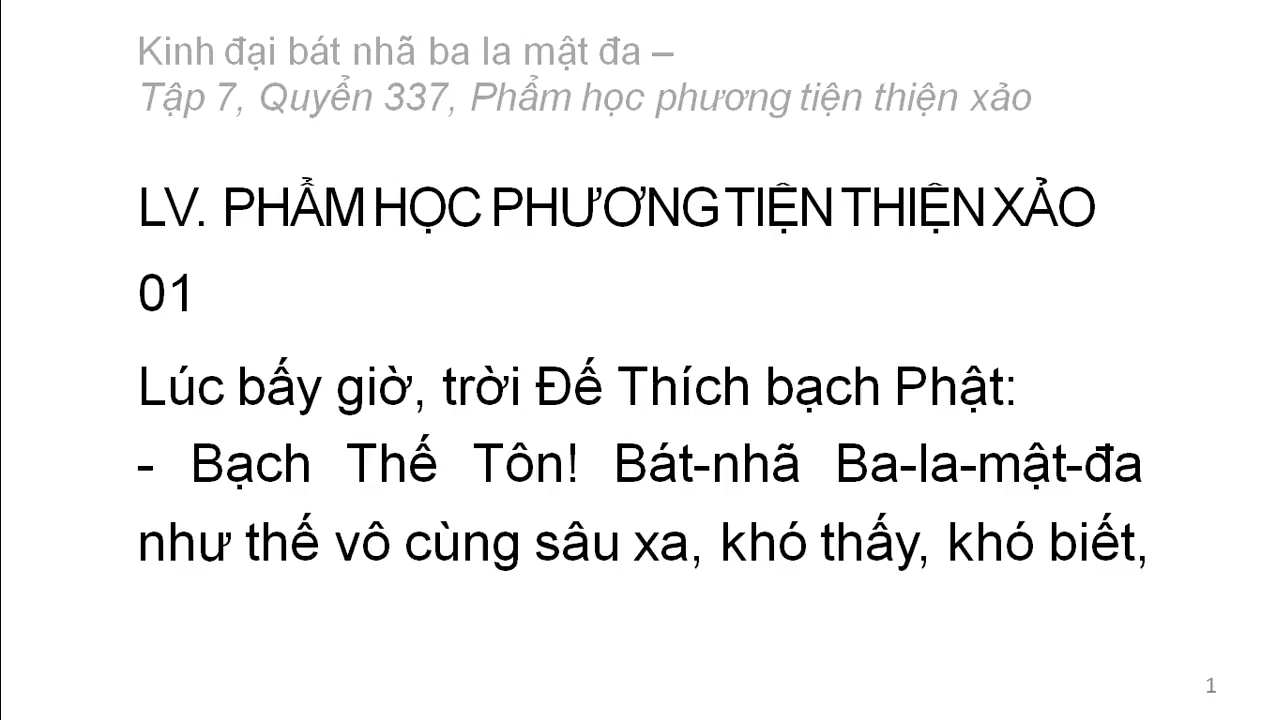 Kinh đại bát nhã ba la mật đa –
Tập 7, Quyển 337, Phẩm học phương tiện thiện xảo
LV. PHẨM HỌC PHƯƠNG TIỆN THIỆN XẢO
01
Lúc bấy giờ, trời Đế Thích bạch Phật:
- Bạch Thế Tôn! Bát-nhã Ba-la-mật-đa
như thế vô cùng sâu xa, khó thấy, khó biết,
1